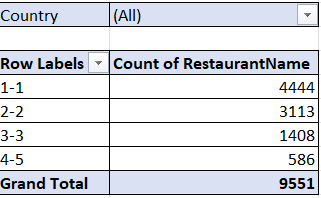 Country (All)
Row Labels Count of RestaurantName
1-1 4444
2-2 3113
3-3 1408
4-5 586
Grand Total 9551